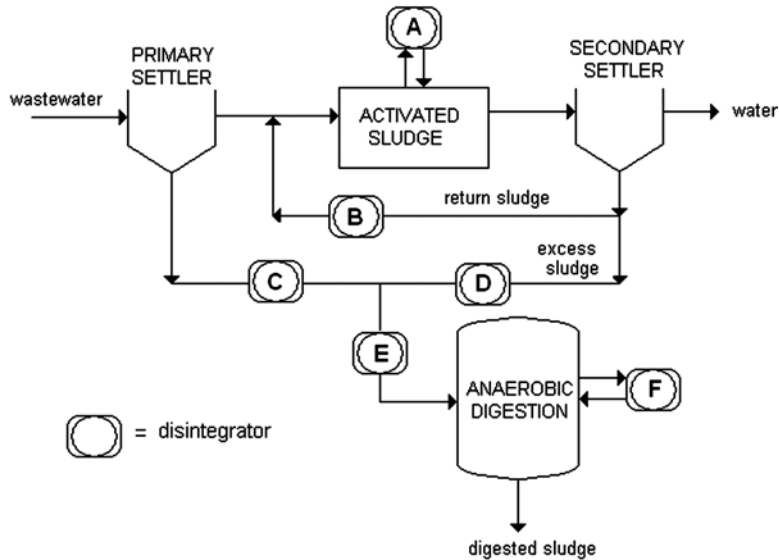 A
PRIMARY
SETTLER
SECONDARY
SETTLER
wastewater
ACTIVATED
SLUDGE
water
B
return sludge
excess
sludge
C
D
E
ANAEROBIC
DIGESTION
F
= disintegrator
digested sludge